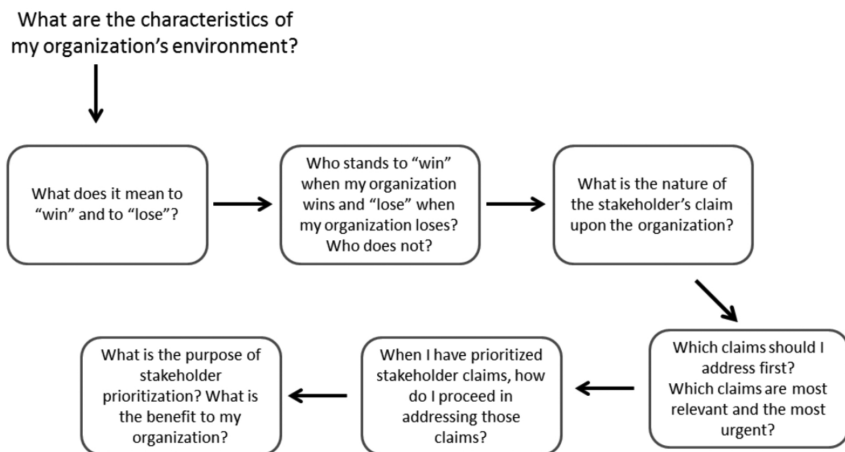 What are the characteristics of
my organization’s environment?
What does it mean to
“win” and to “lose”?
Who stands to “win”
when my organization
wins and “lose” when
my organization loses?
Who does not?
What is the nature of
the stakeholder’s claim
upon the organization?
Which claims should I
address first?
Which claims are most
relevant and the most
urgent?
When I have prioritized
stakeholder claims, how
do I proceed in
addressing those
claims?
What is the purpose of
stakeholder
prioritization? What is
the benefit to my
organization?